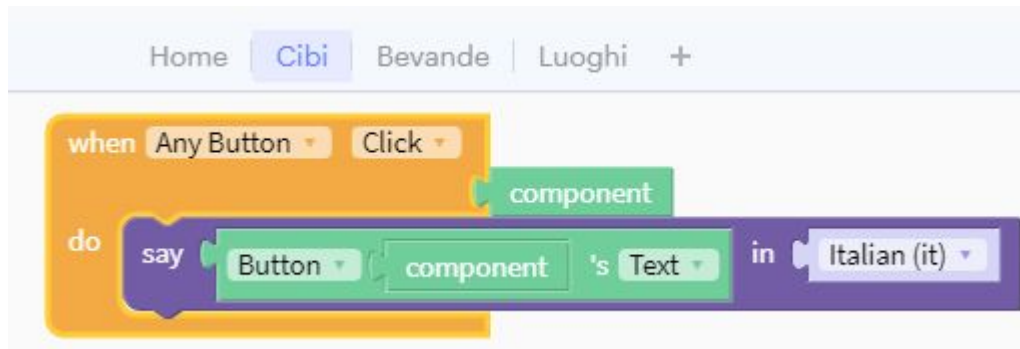 Home Cibi Bevande Luoghi +
when Any Button Click
component
do say Button component 's Text in Italian (it)